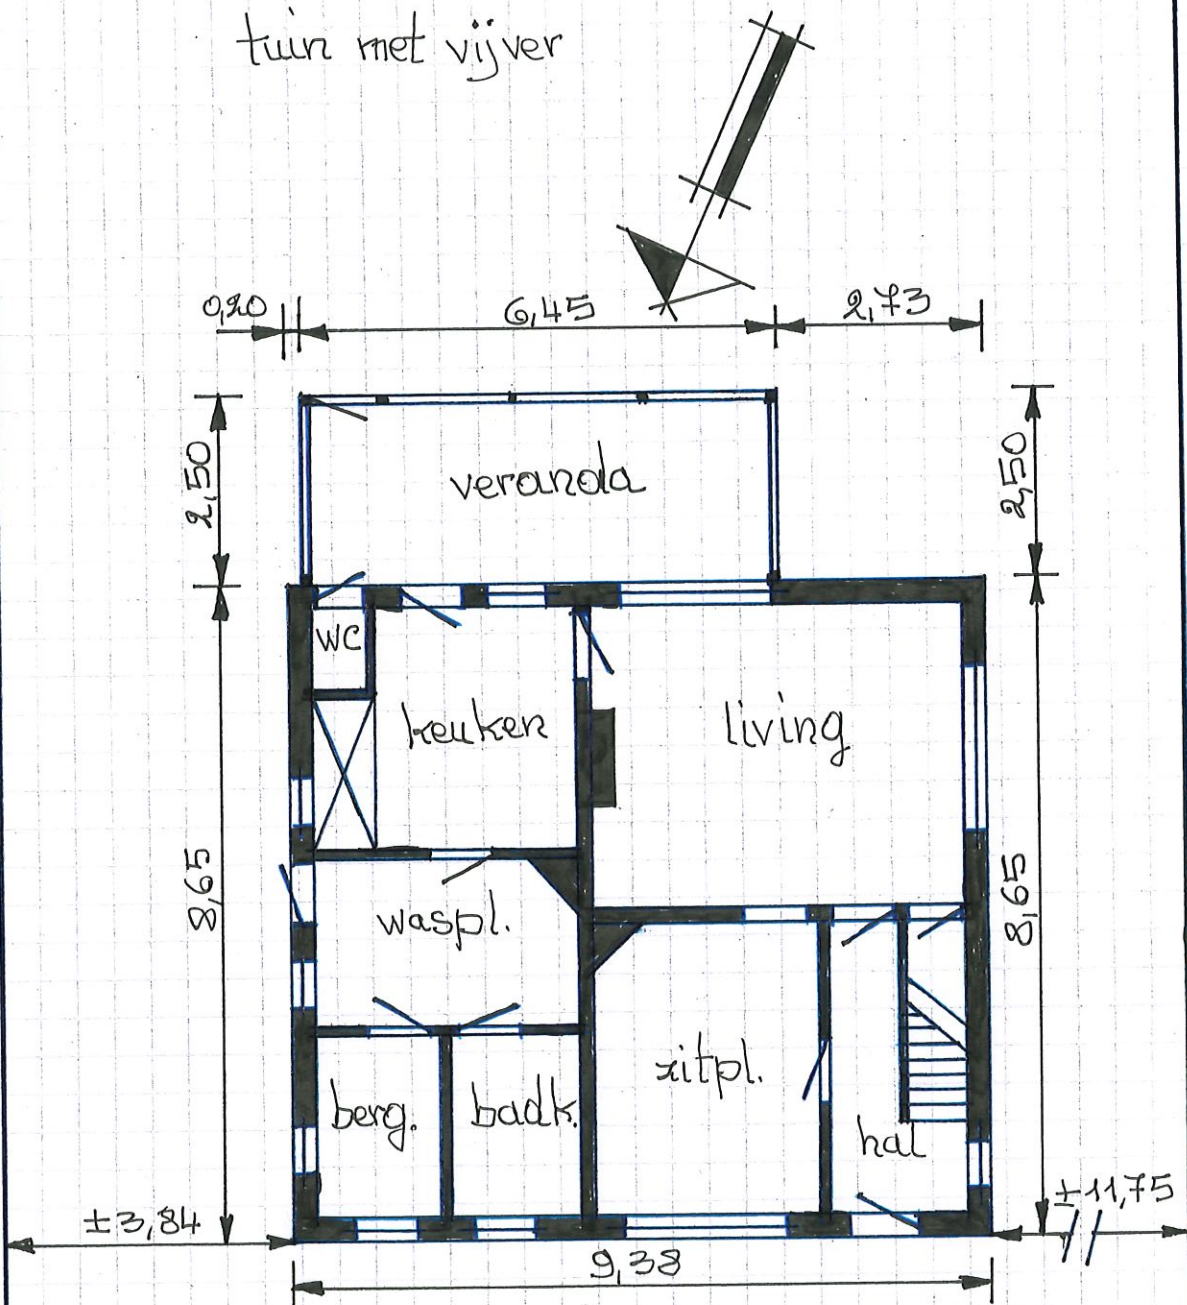 tuin met vijver
0,20
6,45
2,73
2,50
veranda
2,50
wc
keuken
living
8,65
waspl.
8,65
zitpl.
berg.
badk.
hal
±3,84
±11,75
9,38